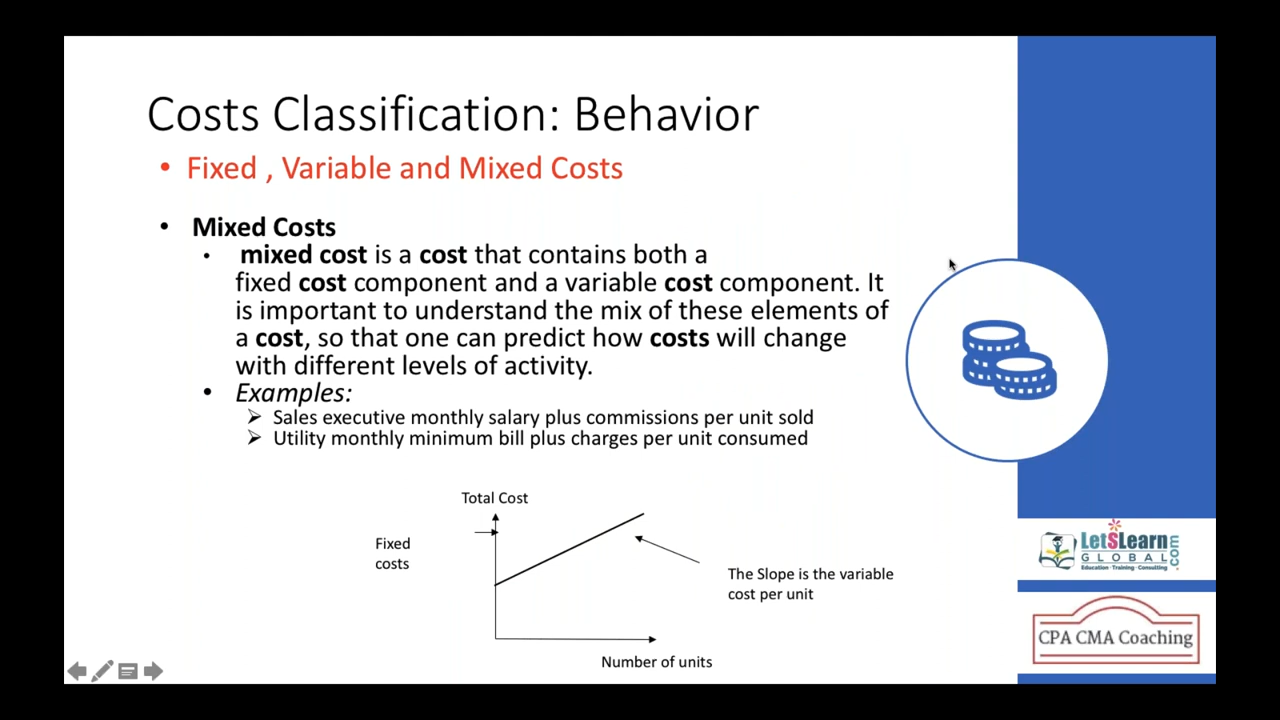 Costs Classification: Behavior
• Fixed , Variable and Mixed Costs
• Mixed Costs
• mixed cost is a cost that contains both a
fixed cost component and a variable cost component. It
is important to understand the mix of these elements of
a cost, so that one can predict how costs will change
with different levels of activity.
• Examples:
➢ Sales executive monthly salary plus commissions per unit sold
➢ Utility monthly minimum bill plus charges per unit consumed
Total Cost
Fixed
costs
The Slope is the variable
cost per unit
Number of units
LetSLearn
GLOBAL
.com
Education-Training-Consulting
CPA CMA Coaching